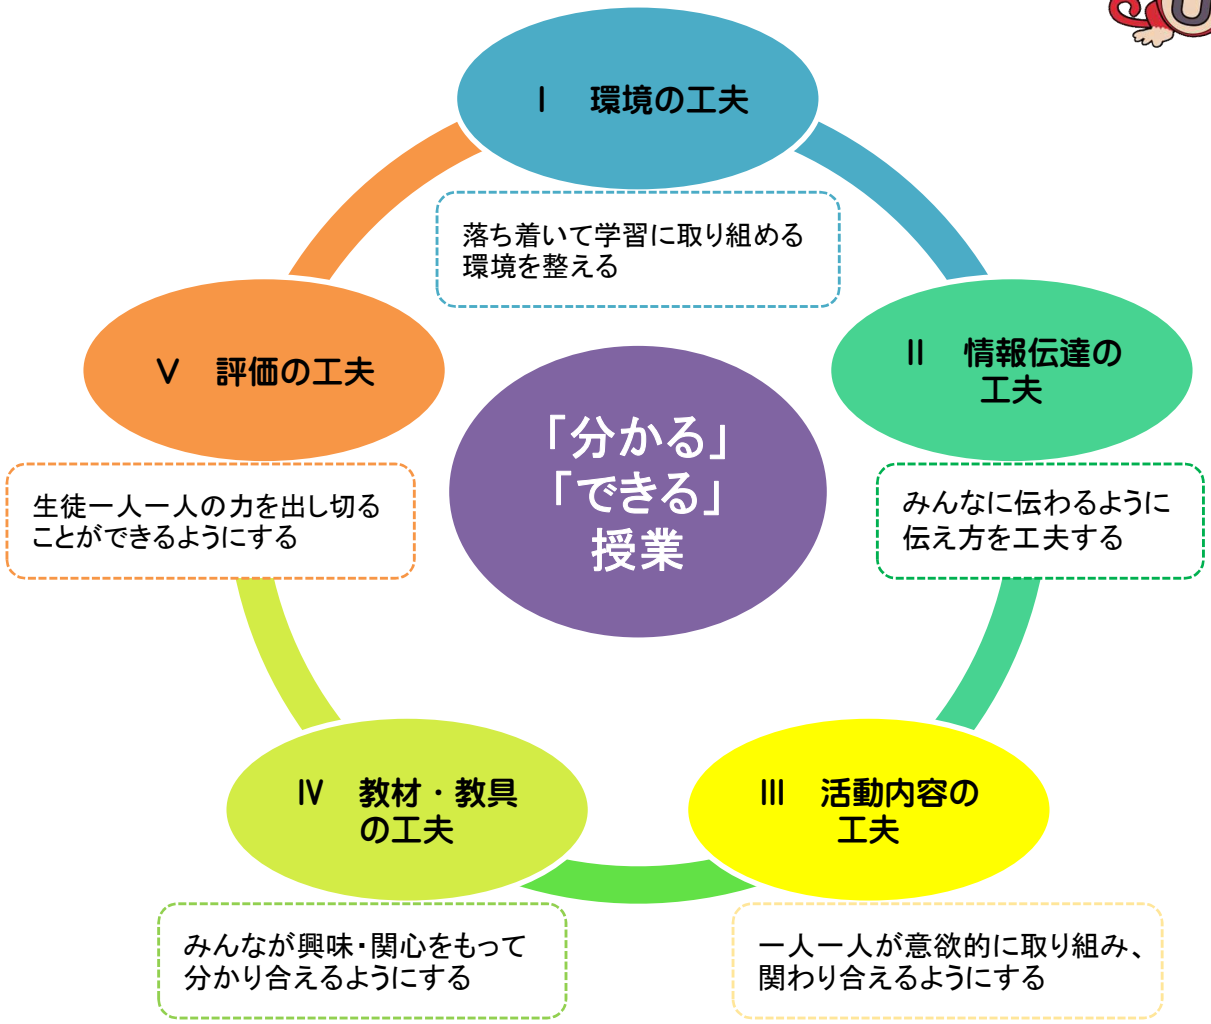 U
Ⅰ　環境の工夫
落ち着いて学習に取り組める
環境を整える
Ⅱ　情報伝達の
工夫
みんなに伝わるように
伝え方を工夫する
Ⅲ　活動内容の
工夫
一人一人が意欲的に取り組み、
関わり合えるようにする
Ⅳ　教材・教具
の工夫
みんなが興味・関心をもって
分かり合えるようにする
Ⅴ　評価の工夫
生徒一人一人の力を出し切る
ことができるようにする
「分かる」
「できる」
授業